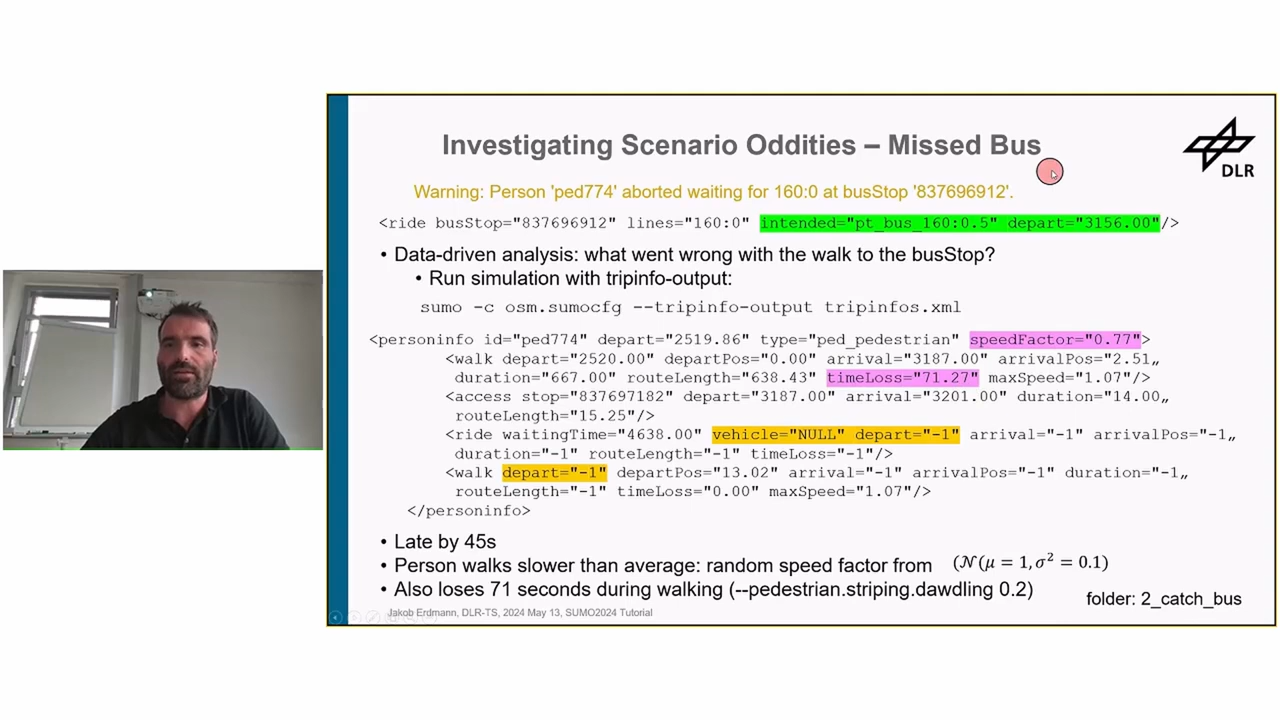 Investigating Scenario Oddities – Missed Bus
DLR
Warning: Person 'ped774' aborted waiting for 160:0 at busStop '837696912'.
<ride busStop="837696912" lines="160:0" intended="pt_bus_160:0.5" depart="3156.00"/>
• Data-driven analysis: what went wrong with the walk to the busStop?
• Run simulation with tripinfo-output:
sumo -c osm.sumocfg --tripinfo-output tripinfos.xml
<personinfo id="ped774" depart="2519.86" type="ped_pedestrian" speedFactor="0.77">
<walk depart="2520.00" departPos="0.00" arrival="3187.00" arrivalPos="2.51„
duration="667.00" routeLength="638.43" timeLoss="71.27" maxSpeed="1.07"/>
<access stop="837697182" depart="3187.00" arrival="3201.00" duration="14.00„
routeLength="15.25"/>
<ride waitingTime="4638.00" vehicle="NULL" depart="-1" arrival="-1" arrivalPos="-1„
duration="-1" routeLength="-1" timeLoss="-1"/>
<walk depart="-1" departPos="13.02" arrival="-1" arrivalPos="-1" duration="-1„
routeLength="-1" timeLoss="0.00" maxSpeed="1.07"/>
</personinfo>
• Late by 45s
• Person walks slower than average: random speed factor from (𝒩(μ = 1, σ² = 0.1)
• Also loses 71 seconds during walking (--pedestrian.striping.dawdling 0.2)
folder: 2_catch_bus
Jakob Erdmann, DLR-TS, 2024 May 13, SUMO2024 Tutorial